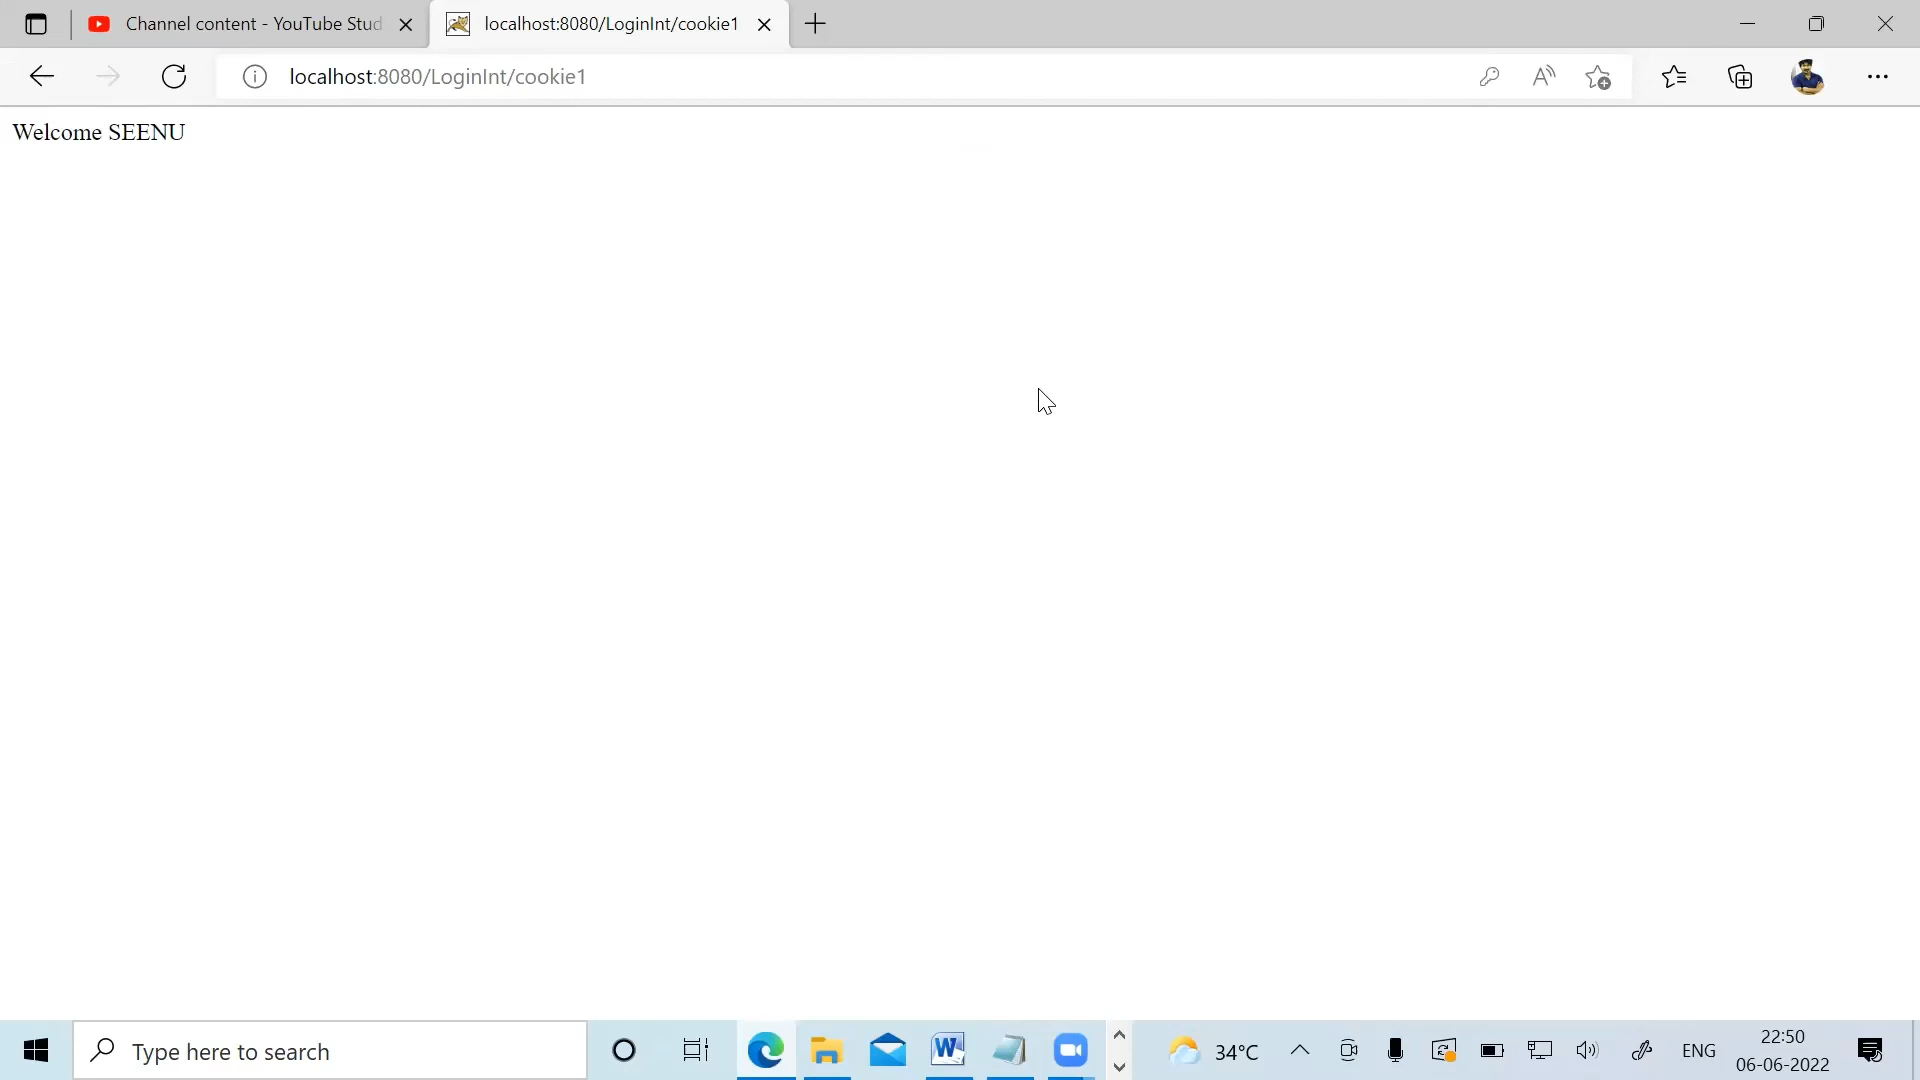 Channel content - YouTube Stud
localhost:8080/LoginInt/cookie1
localhost:8080/LoginInt/cookie1
Welcome SEENU
Type here to search
34°C
ENG
22:50
06-06-2022